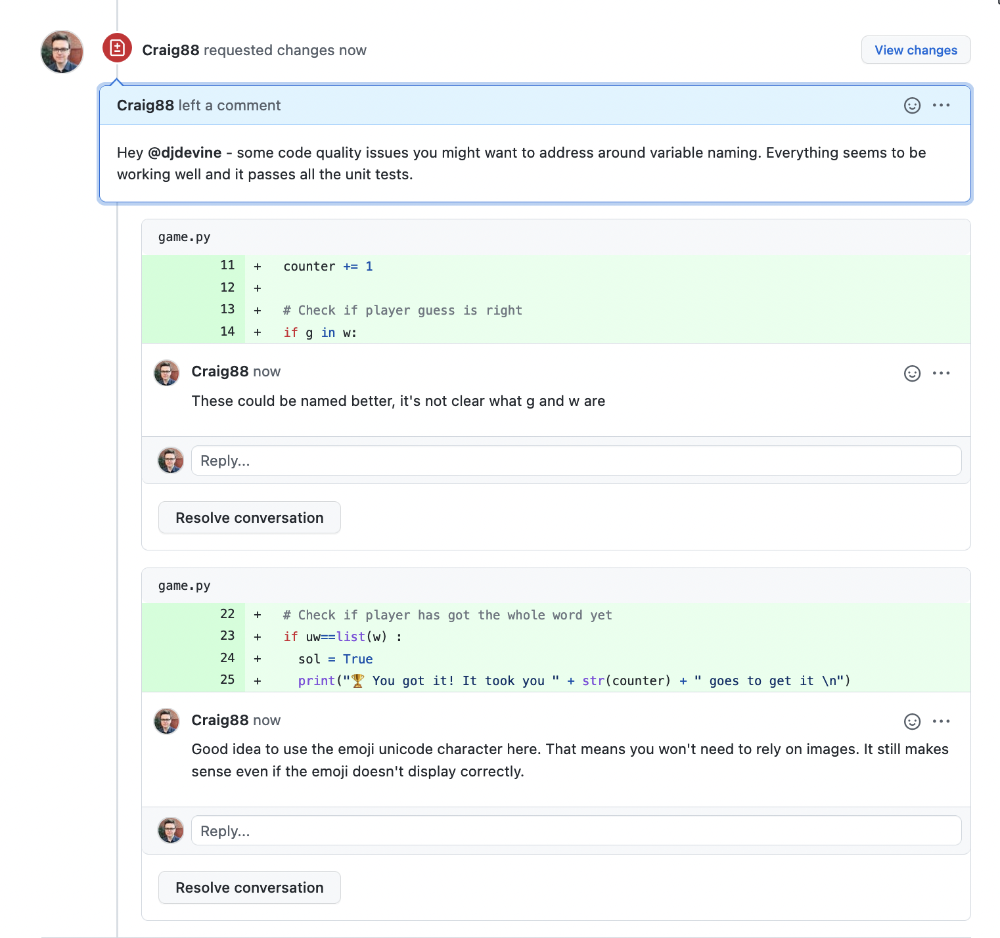 Craig88 requested changes now
View changes
Craig88 left a comment
Hey @djdevine - some code quality issues you might want to address around variable naming. Everything seems to be
working well and it passes all the unit tests.
game.py
11 + counter += 1
12 +
13 + # Check if player guess is right
14 + if g in w:
Craig88 now
These could be named better, it's not clear what g and w are
Reply...
Resolve conversation
game.py
22 + # Check if player has got the whole word yet
23 + if uw==list(w) :
24 + sol = True
25 + print("🏆 You got it! It took you " + str(counter) + " goes to get it \n")
Craig88 now
Good idea to use the emoji unicode character here. That means you won't need to rely on images. It still makes
sense even if the emoji doesn't display correctly.
Reply...
Resolve conversation